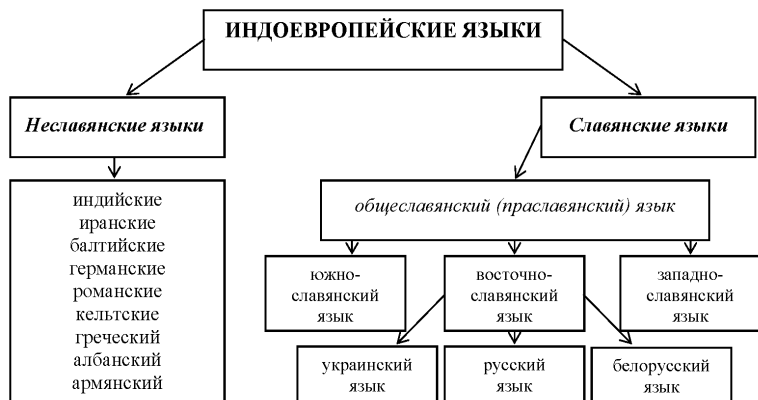 ИНДОЕВРОПЕЙСКИЕ ЯЗЫКИ
Неславянские языки
Славянские языки
индийские
иранские
балтийские
германские
романские
кельтские
греческий
албанский
армянский
общеславянский (праславянский) язык
южно-
славянский
язык
восточно-
славянский
язык
западно-
славянский
язык
украинский
язык
русский
язык
белорусский
язык